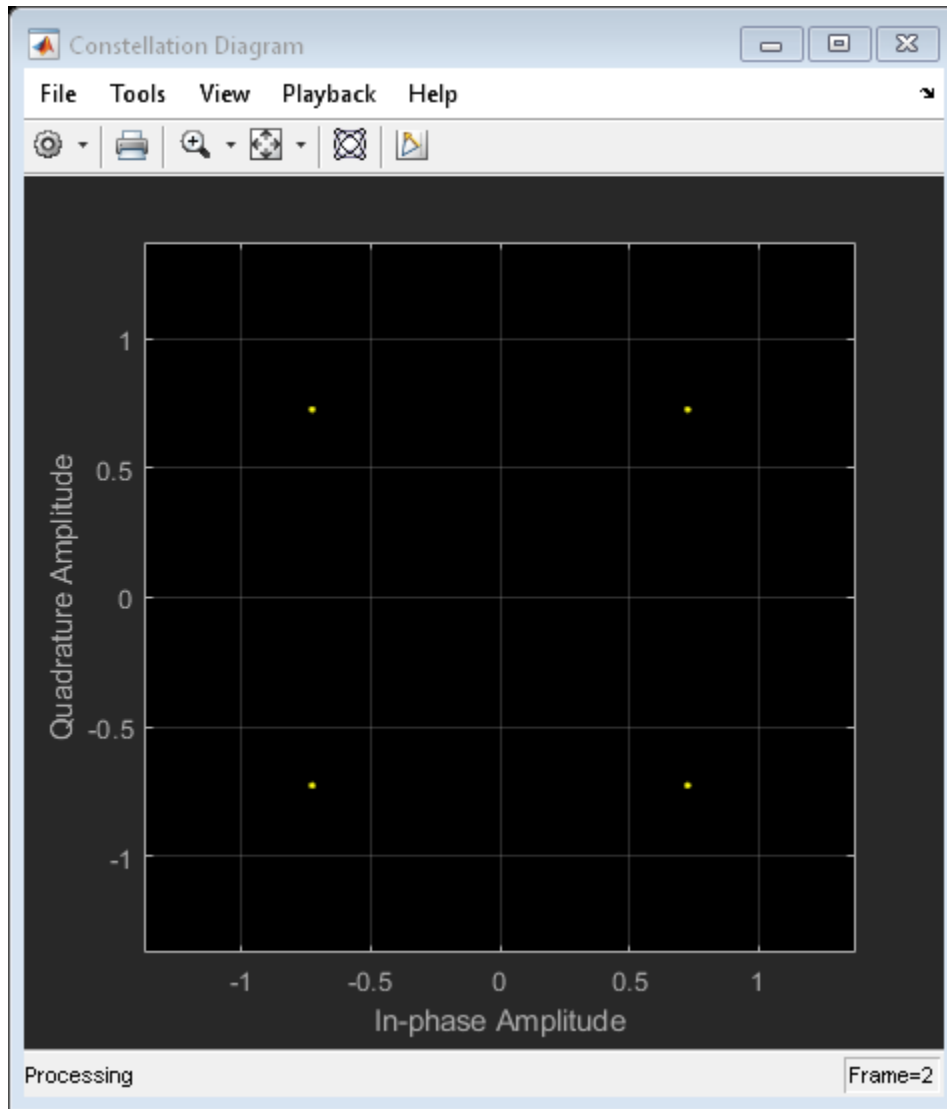 Constellation Diagram
File Tools View Playback Help
1
0.5
0
-0.5
-1
Quadrature Amplitude
-1 -0.5 0 0.5 1
In-phase Amplitude
Processing Frame=2